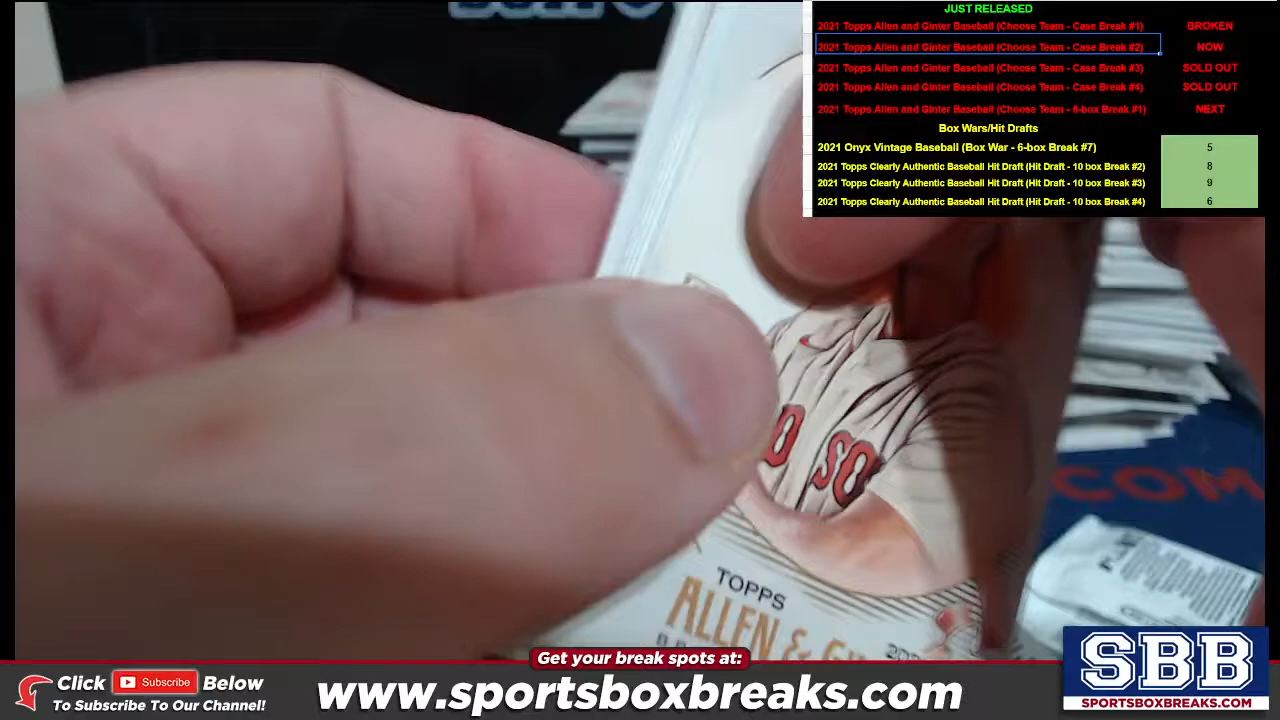 JUST RELEASED
2021 Topps Allen and Ginter Baseball (Choose Team - Case Break #1) BROKEN
2021 Topps Allen and Ginter Baseball (Choose Team - Case Break #2) NOW
2021 Topps Allen and Ginter Baseball (Choose Team - Case Break #3) SOLD OUT
2021 Topps Allen and Ginter Baseball (Choose Team - Case Break #4) SOLD OUT
2021 Topps Allen and Ginter Baseball (Choose Team - 6-box Break #1) NEXT
Box Wars/Hit Drafts
2021 Onyx Vintage Baseball (Box War - 6-box Break #7) 5
2021 Topps Clearly Authentic Baseball Hit Draft (Hit Draft - 10 box Break #2) 8
2021 Topps Clearly Authentic Baseball Hit Draft (Hit Draft - 10 box Break #3) 9
2021 Topps Clearly Authentic Baseball Hit Draft (Hit Draft - 10 box Break #4) 6
SO
.COM
TOPPS
ALLEN & GI
Get your break spots at:
Click Subscribe Below
To Subscribe To Our Channel!
www.sportsboxbreaks.com
SBB
SPORTSBOXBREAKS.COM